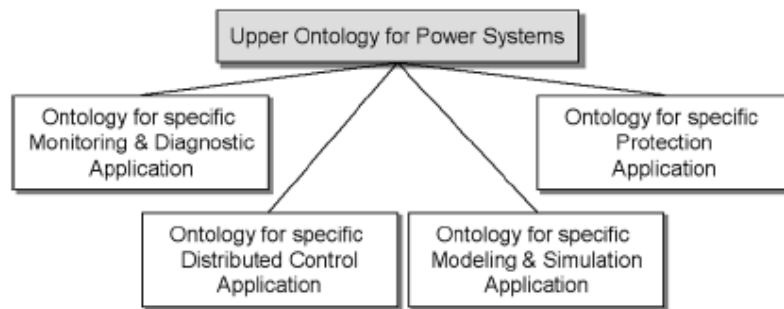 Upper Ontology for Power Systems
Ontology for specific
Monitoring & Diagnostic
Application
Ontology for specific
Protection
Application
Ontology for specific
Distributed Control
Application
Ontology for specific
Modeling & Simulation
Application